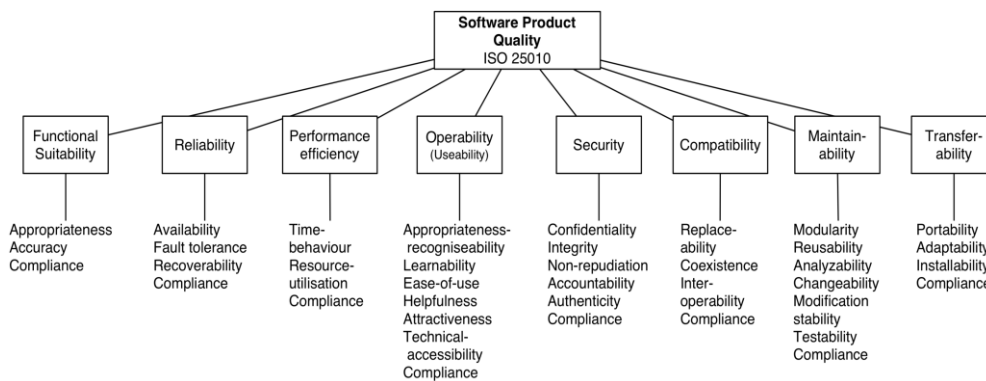 Software Product
Quality
ISO 25010
Functional
Suitability
Reliability
Performance
efficiency
Operability
(Useability)
Security
Compatibility
Maintain-
ability
Transfer-
ability
Appropriateness
Accuracy
Compliance
Availability
Fault tolerance
Recoverability
Compliance
Time-
behaviour
Resource-
utilisation
Compliance
Appropriateness-
recogniseability
Learnability
Ease-of-use
Helpfulness
Attractiveness
Technical-
accessibility
Compliance
Confidentiality
Integrity
Non-repudiation
Accountability
Authenticity
Compliance
Replace-
ability
Coexistence
Inter-
operability
Compliance
Modularity
Reusability
Analyzability
Changeability
Modification
stability
Testability
Compliance
Portability
Adaptability
Installability
Compliance